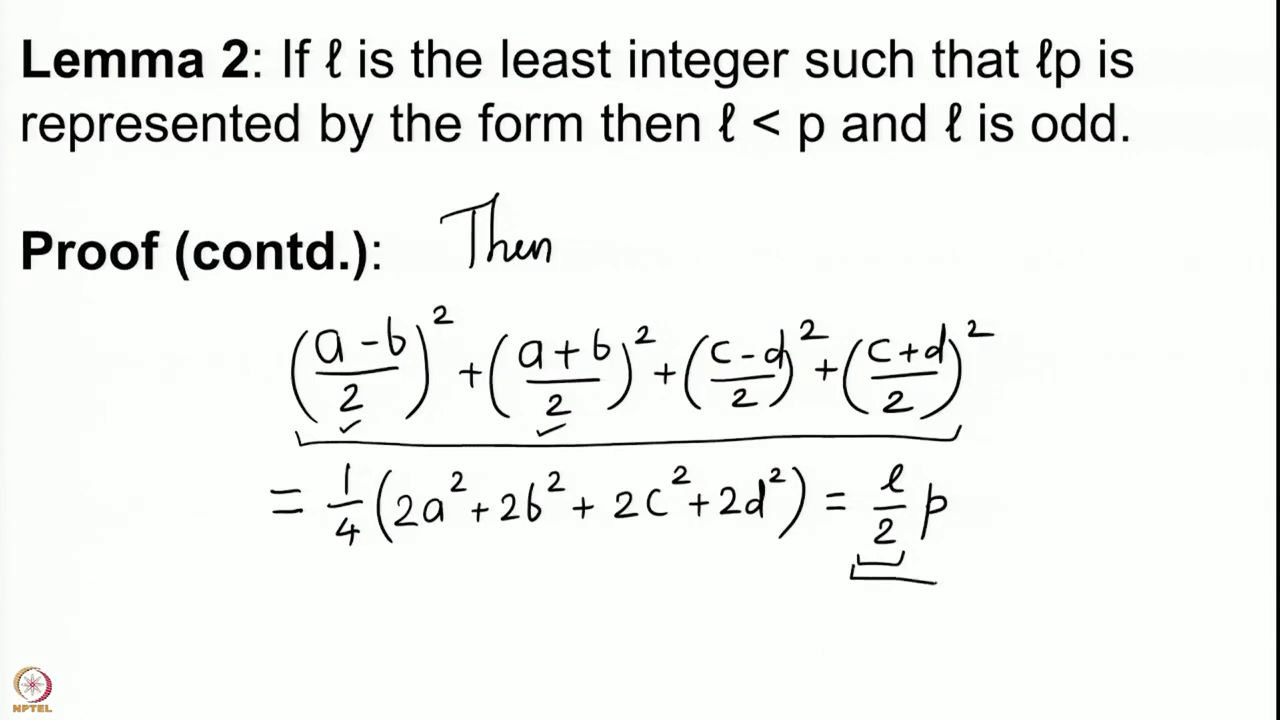 Lemma 2: If ℓ is the least integer such that ℓp is
represented by the form then ℓ < p and ℓ is odd.
Proof (contd.): Then
((a-b)/2)² + ((a+b)/2)² + ((c-d)/2)² + ((c+d)/2)²
= 1/4 (2a² + 2b² + 2c² + 2d²) = ℓ/2 p
NPTEL